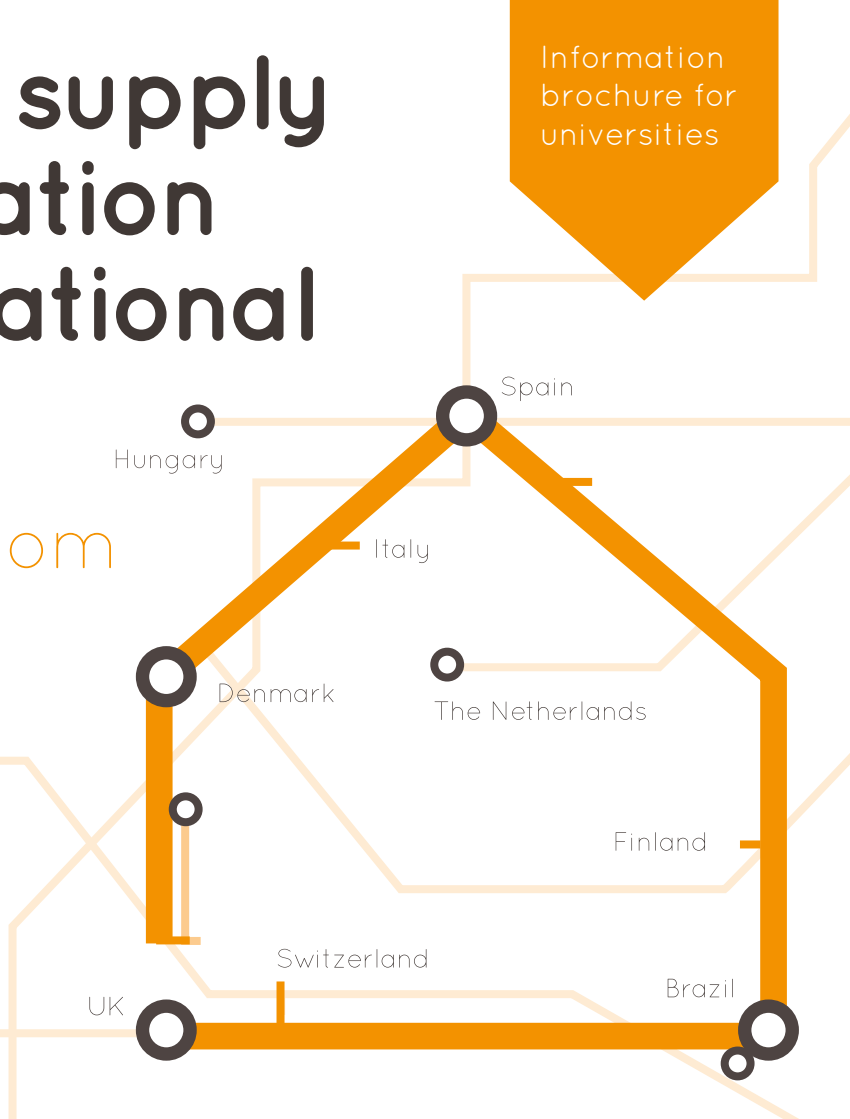 supply
ation
ational
Information
brochure for
universities
Spain
Hungary
om
Italy
Denmark
The Netherlands
Finland
Switzerland
Brazil
UK